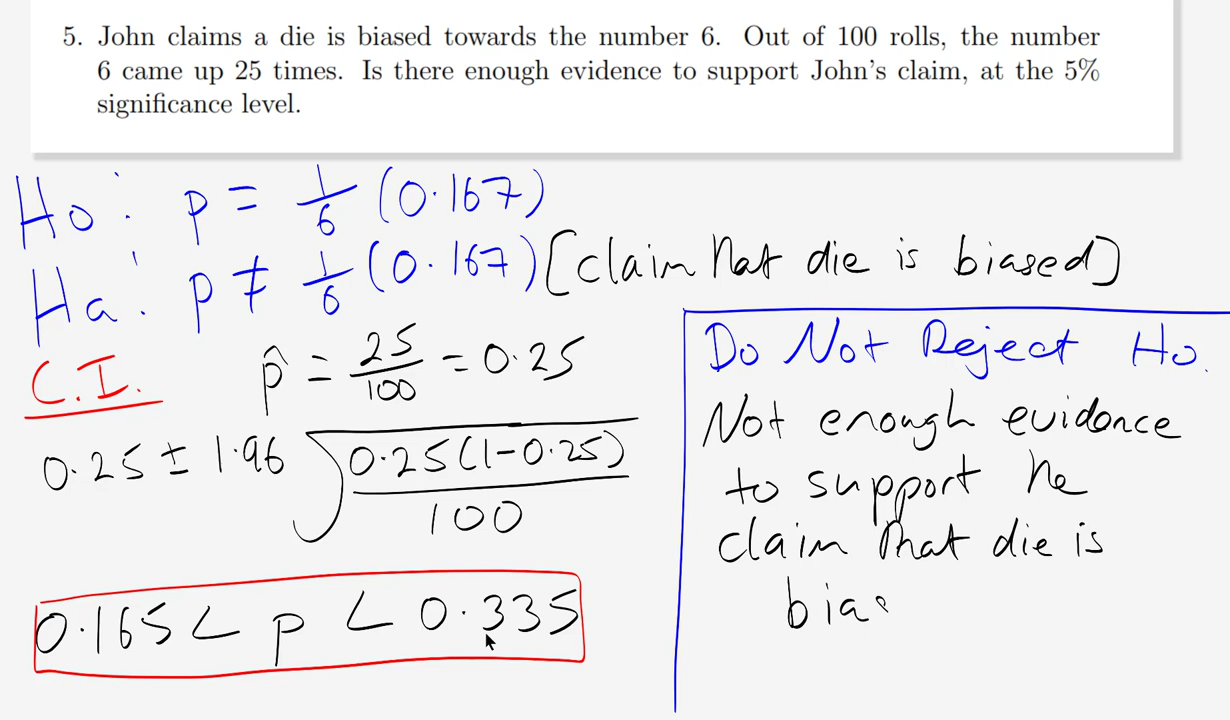 5. John claims a die is biased towards the number 6. Out of 100 rolls, the number
6 came up 25 times. Is there enough evidence to support John's claim, at the 5%
significance level.
Ho: p = 1/6 (0.167)
Ha: p ≠ 1/6 (0.167) [claim that die is biased]
C.I.
p̂ = 25/100 = 0.25
0.25 ± 1.96 √(0.25(1-0.25)/100)
0.165 < p < 0.335
Do Not Reject Ho.
Not enough evidence
to support the
claim that die is
bias